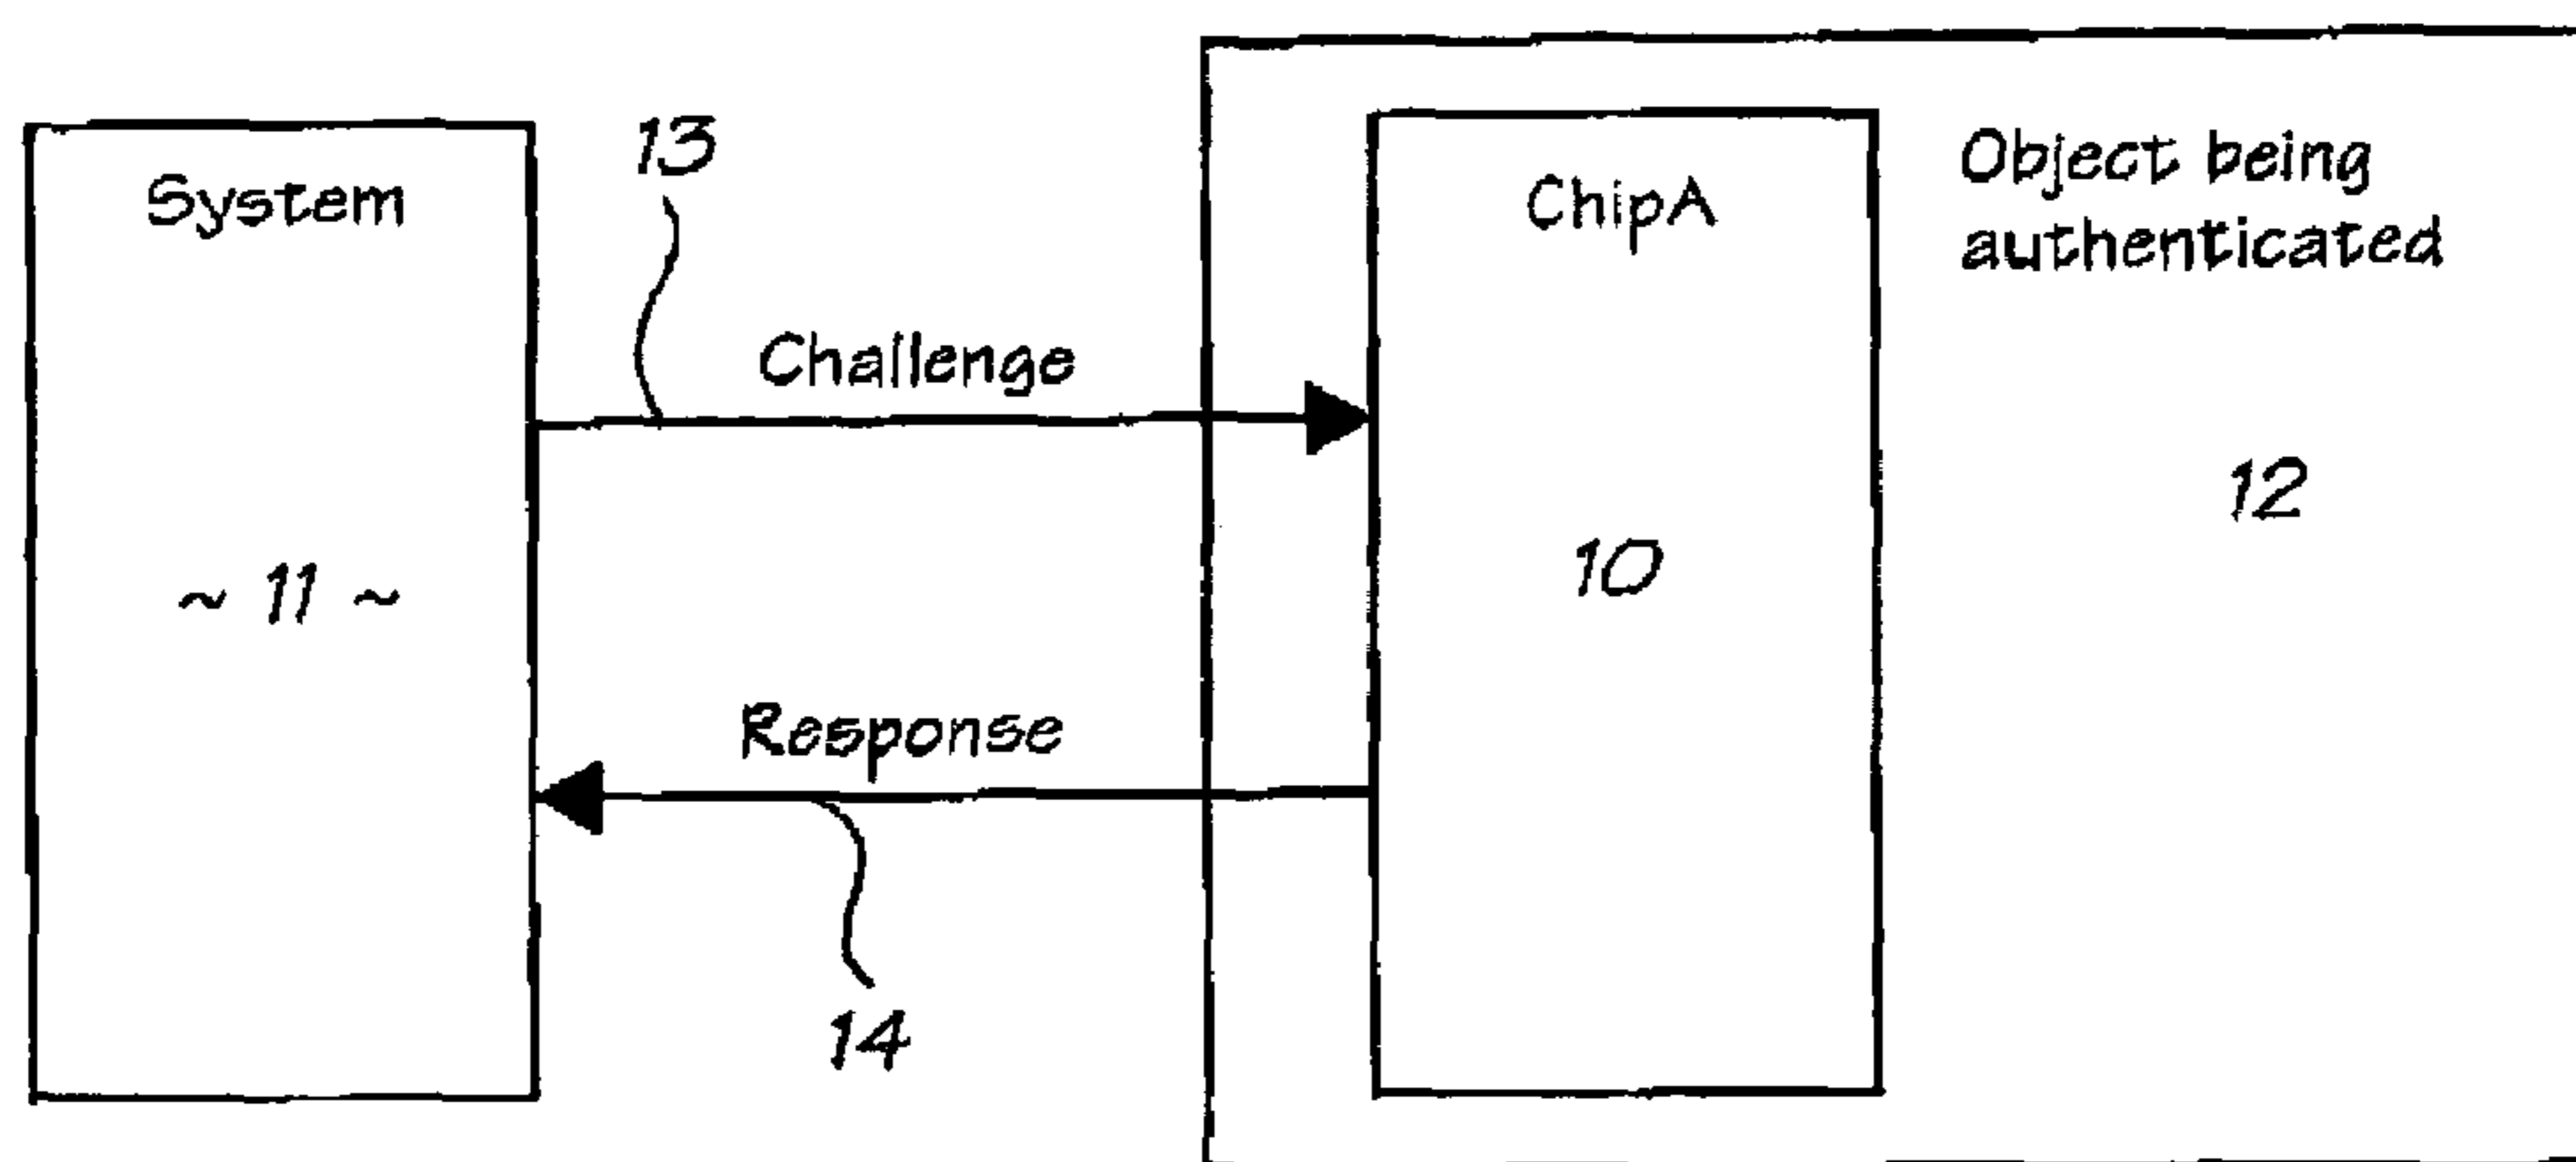 System
~ 11 ~
13
Challenge
Response
14
ChipA
10
Object being
authenticated
12